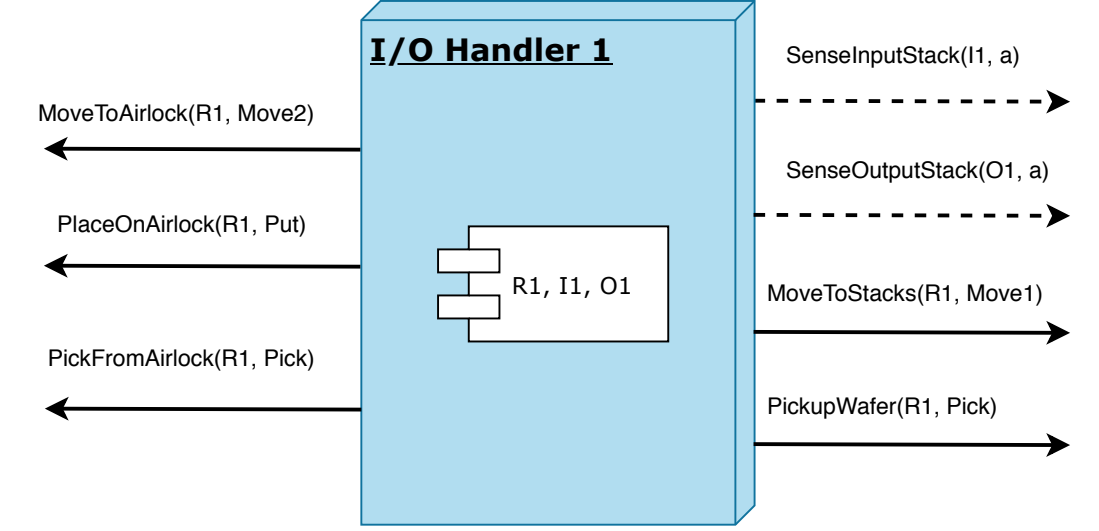 I/O Handler 1
SenseInputStack(I1, a)
MoveToAirlock(R1, Move2)
SenseOutputStack(O1, a)
PlaceOnAirlock(R1, Put)
R1, I1, O1
MoveToStacks(R1, Move1)
PickFromAirlock(R1, Pick)
PickupWafer(R1, Pick)